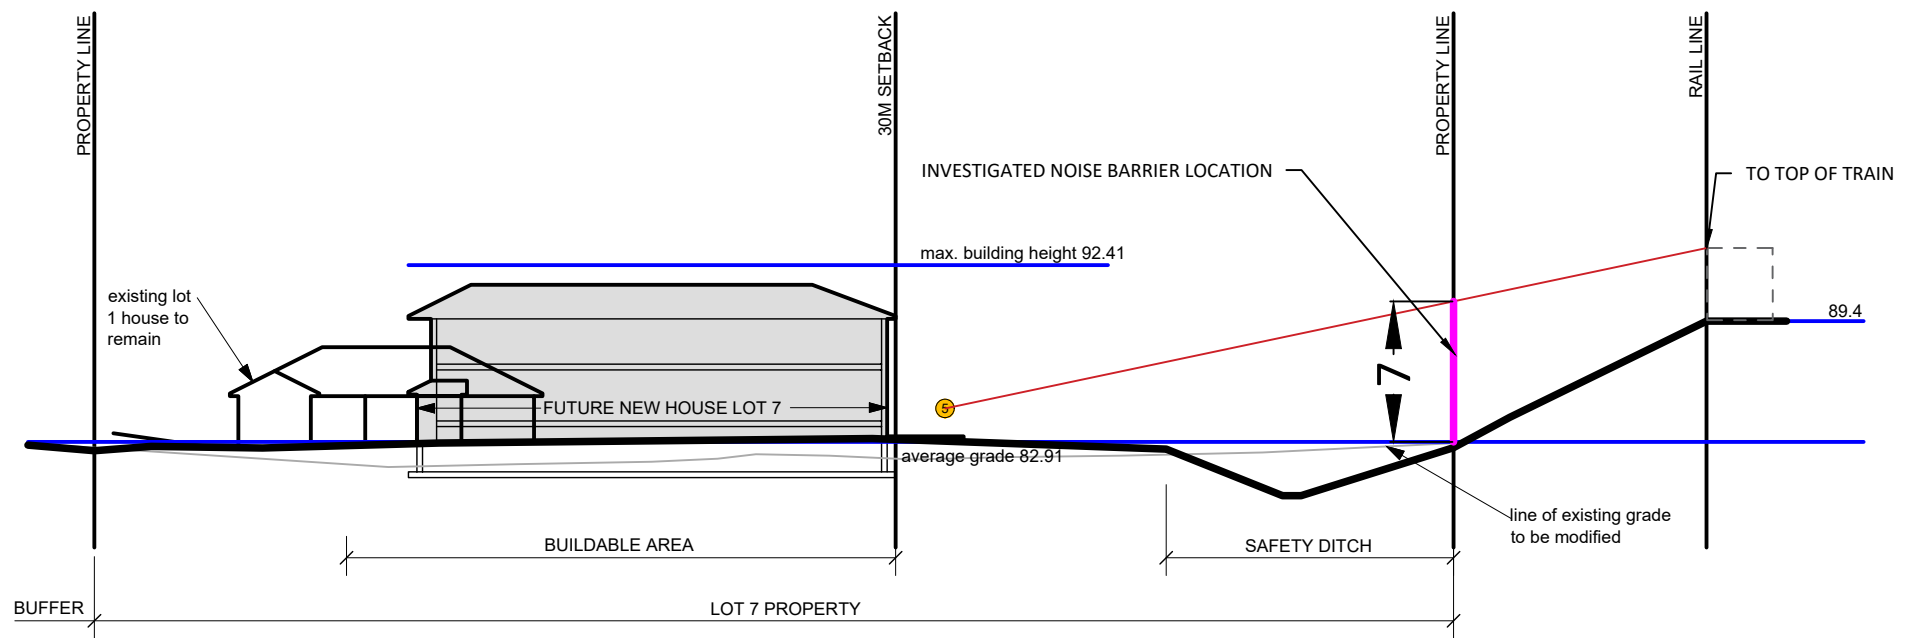 PROPERTY LINE
30M SETBACK
PROPERTY LINE
RAIL LINE
INVESTIGATED NOISE BARRIER LOCATION
TO TOP OF TRAIN
max. building height 92.41
existing lot
1 house to
remain
89.4
7
FUTURE NEW HOUSE LOT 7
5
average grade 82.91
line of existing grade
to be modified
BUILDABLE AREA
SAFETY DITCH
BUFFER
LOT 7 PROPERTY